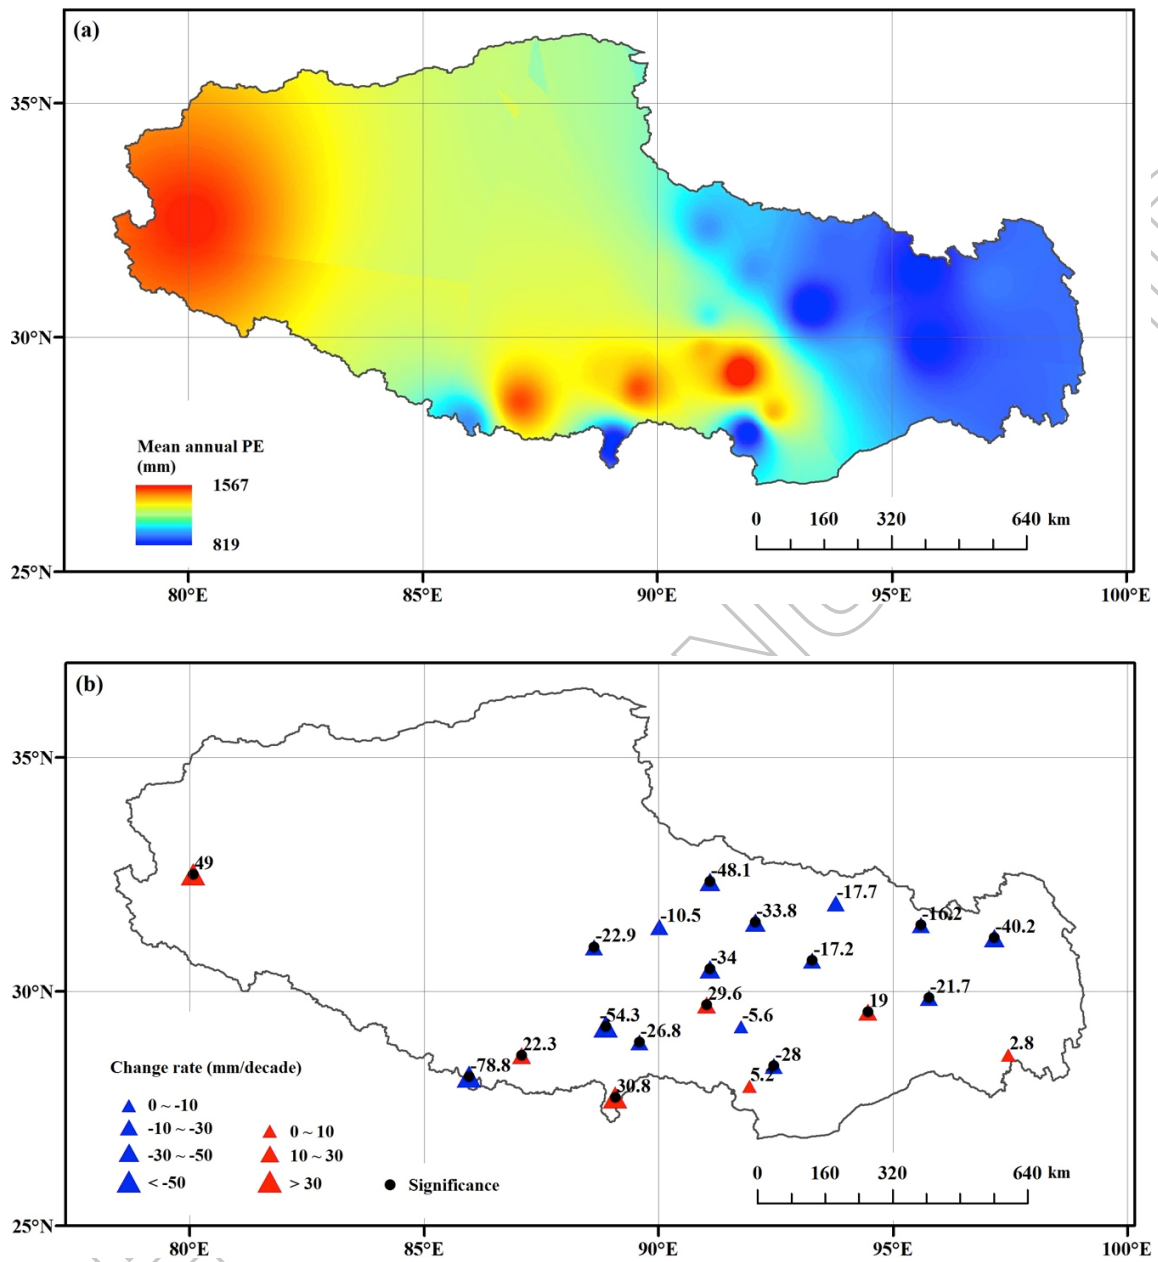 (a)
35°N
30°N
25°N
Mean annual PE
(mm)
1567
819
0 160 320 640 km
80°E 85°E 90°E 95°E 100°E
(b)
35°N
30°N
25°N
49
-48.1
-17.7
-10.5
-33.8
-16.2
-40.2
-22.9
-34
-17.2
29.6
19
-21.7
-54.3
-26.8
-5.6
22.3
-28
2.8
-78.8
5.2
30.8
Change rate (mm/decade)
0 ~ -10
-10 ~ -30
-30 ~ -50
< -50
0 ~ 10
10 ~ 30
> 30
Significance
0 160 320 640 km
80°E 85°E 90°E 95°E 100°E